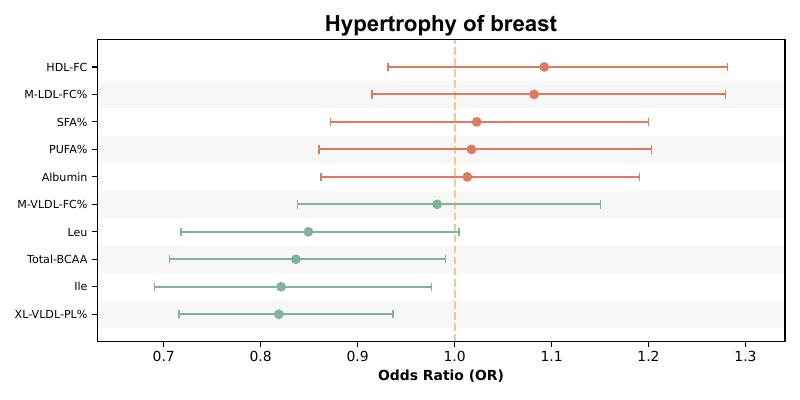 Hypertrophy of breast
HDL-FC
M-LDL-FC%
SFA%
PUFA%
Albumin
M-VLDL-FC%
Leu
Total-BCAA
Ile
XL-VLDL-PL%
0.7 0.8 0.9 1.0 1.1 1.2 1.3
Odds Ratio (OR)